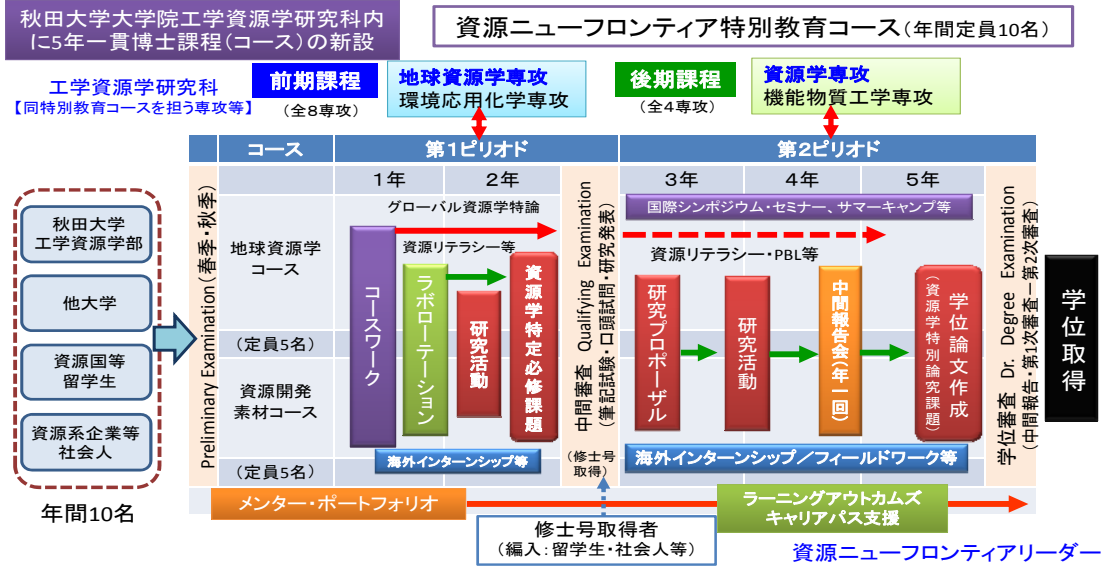 秋田大学大学院工学資源学研究科内
に5年一貫博士課程(コース)の新設
資源ニューフロンティア特別教育コース(年間定員10名)
工学資源学研究科
【同特別教育コースを担う専攻等】
前期課程
(全8専攻)
地球資源学専攻
環境応用化学専攻
後期課程
(全4専攻)
資源学専攻
機能物質工学専攻
コース
第1ピリオド
第2ピリオド
1年
2年
3年
4年
5年
秋田大学
工学資源学部
他大学
資源国等
留学生
資源系企業等
社会人
年間10名
Preliminary Examination(春季・秋季)
地球資源学
コース
(定員5名)
資源開発
素材コース
(定員5名)
グローバル資源学特論
資源リテラシー等
コースワーク
ラボローテーション
研究活動
資源学特定必修課題
海外インターンシップ等
中間審査 Qualifying Examination
(筆記試験・口頭試問・研究発表)
(修士号
取得)
国際シンポジウム・セミナー、サマーキャンプ等
資源リテラシー・PBL等
研究プロポーザル
研究活動
中間報告会(年一回)
学位論文作成
(資源学特別論究課題)
海外インターンシップ/フィールドワーク等
学位審査 Dr. Degree Examination
(中間報告・第1次審査ー第2次審査)
学位取得
メンター・ポートフォリオ
ラーニングアウトカムズ
キャリアパス支援
修士号取得者
(編入:留学生・社会人等)
資源ニューフロンティアリーダー